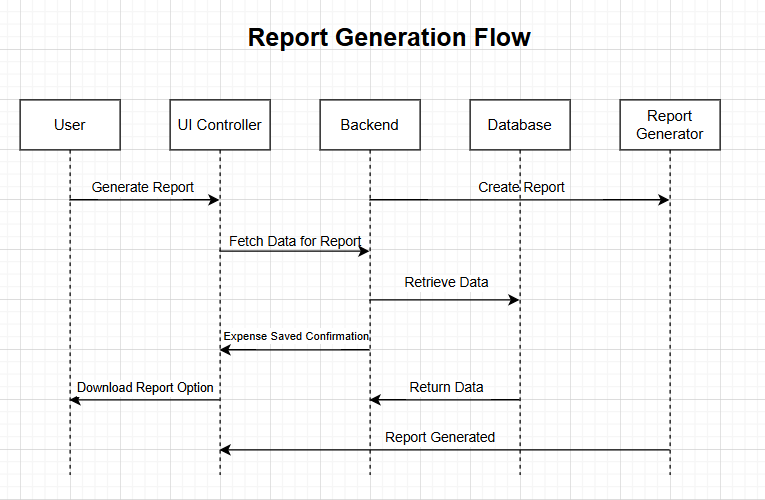 Report Generation Flow
User
UI Controller
Backend
Database
Report
Generator
Generate Report
Create Report
Fetch Data for Report
Retrieve Data
Expense Saved Confirmation
Download Report Option
Return Data
Report Generated